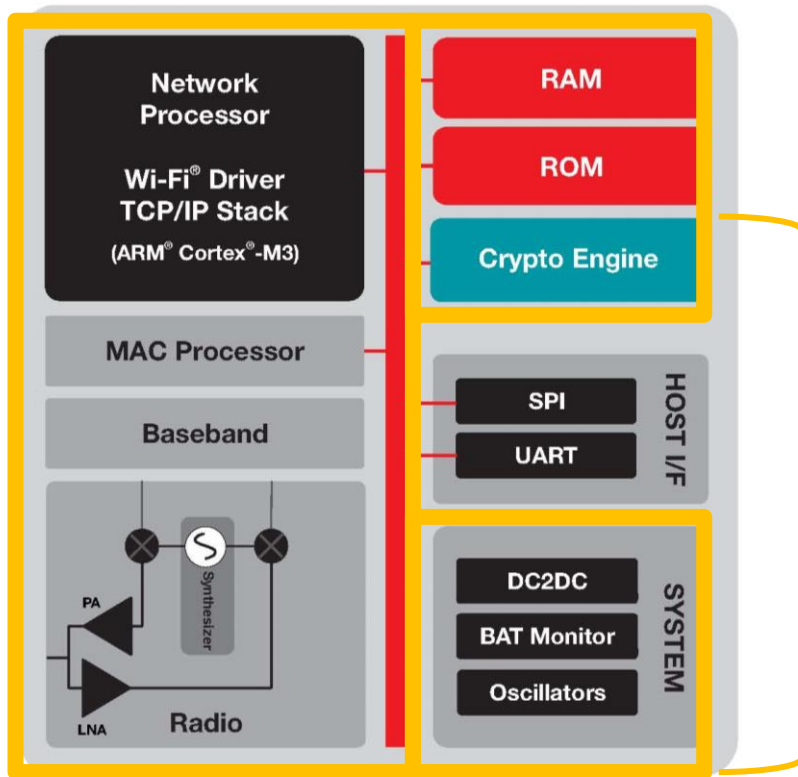 Network
Processor
Wi-Fi® Driver
TCP/IP Stack
(ARM® Cortex®-M3)
MAC Processor
Baseband
Synthesizer
PA
LNA
Radio
RAM
ROM
Crypto Engine
SPI
UART
HOST I/F
DC2DC
BAT Monitor
Oscillators
SYSTEM